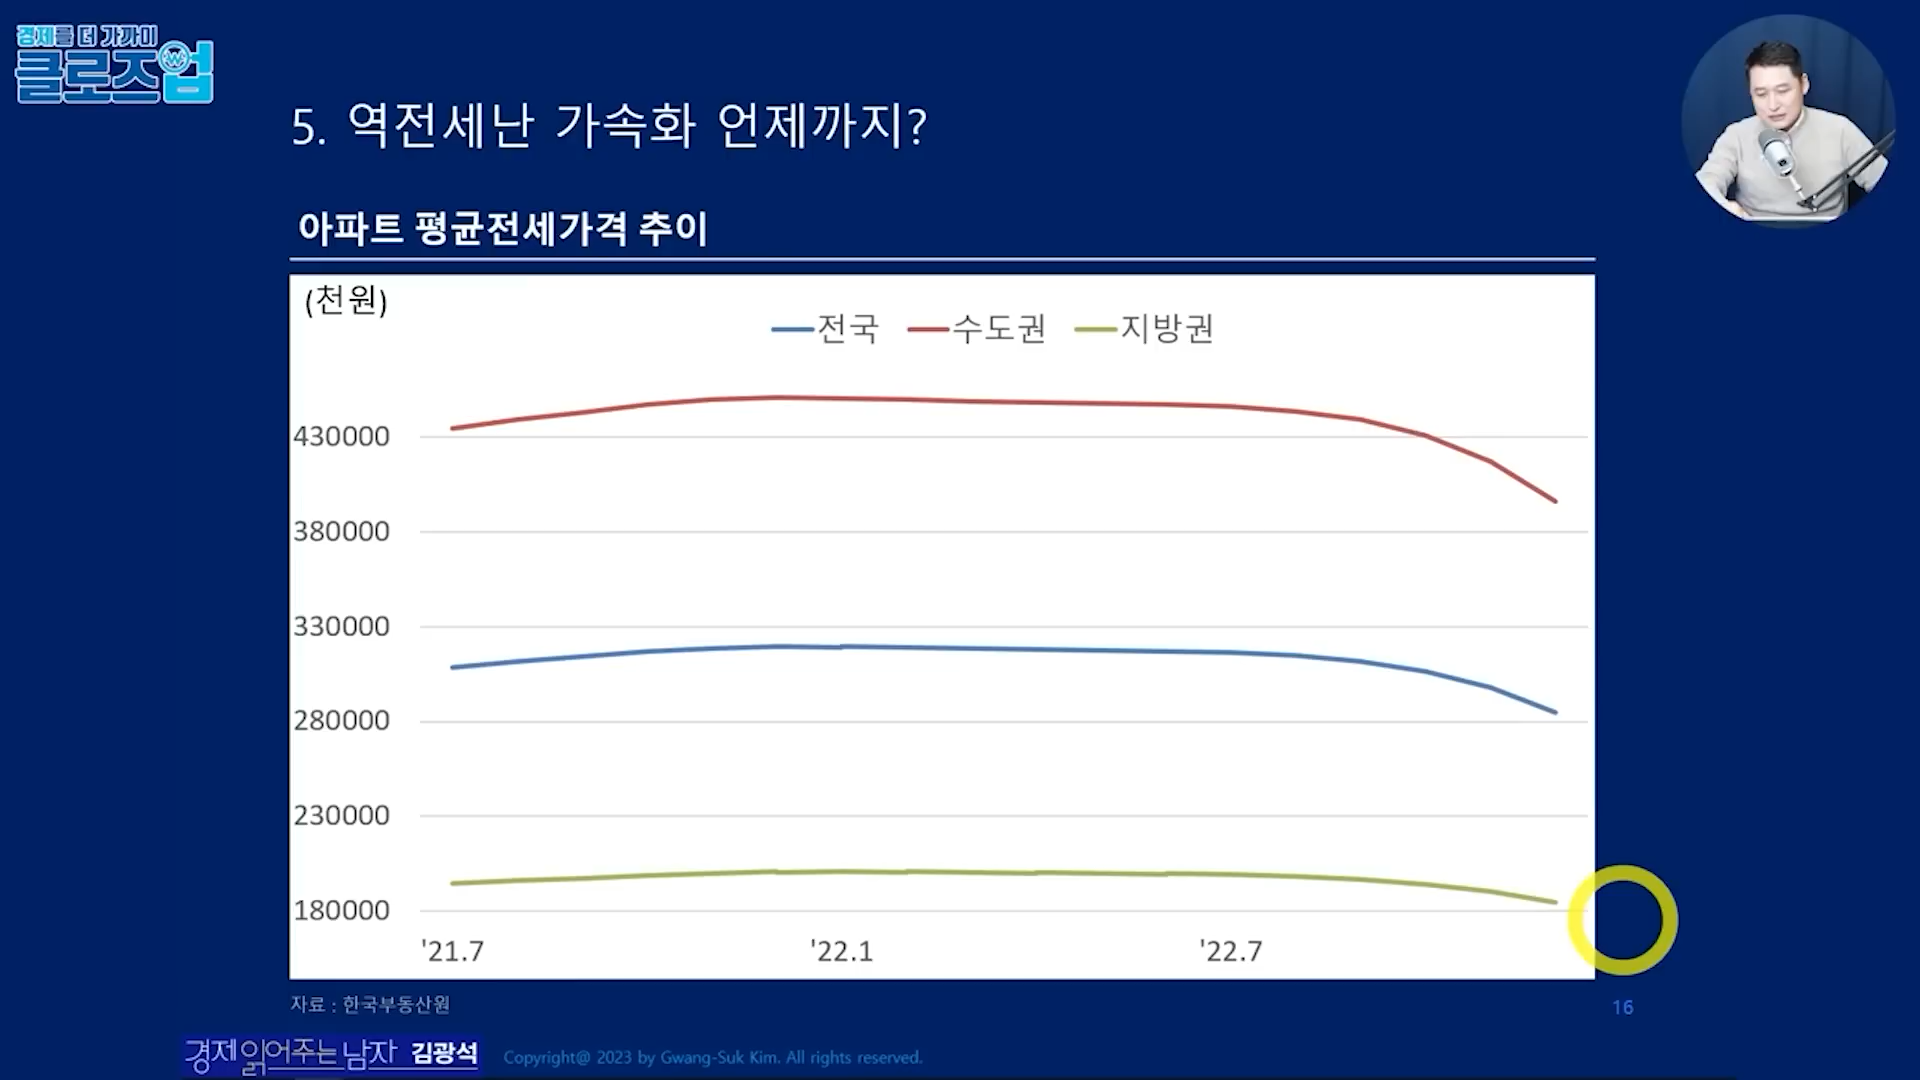 경제를 더 가까이
클로즈업
5. 역전세난 가속화 언제까지?
아파트 평균전세가격 추이
(천원)
전국 수도권 지방권
430000
380000
330000
280000
230000
180000
'21.7 '22.1 '22.7
자료 : 한국부동산원
16
경제 읽어주는 남자 김광석 Copyright@ 2023 by Gwang-Suk Kim. All rights reserved.